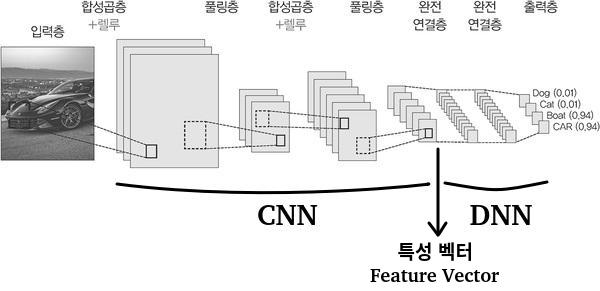 입력층
합성곱층
+렐루
풀링층
합성곱층
+렐루
풀링층
완전
연결층
완전
연결층
출력층
Dog (0,01)
Cat (0,01)
Boat (0,94)
CAR (0,94)
CNN
DNN
특성 벡터
Feature Vector